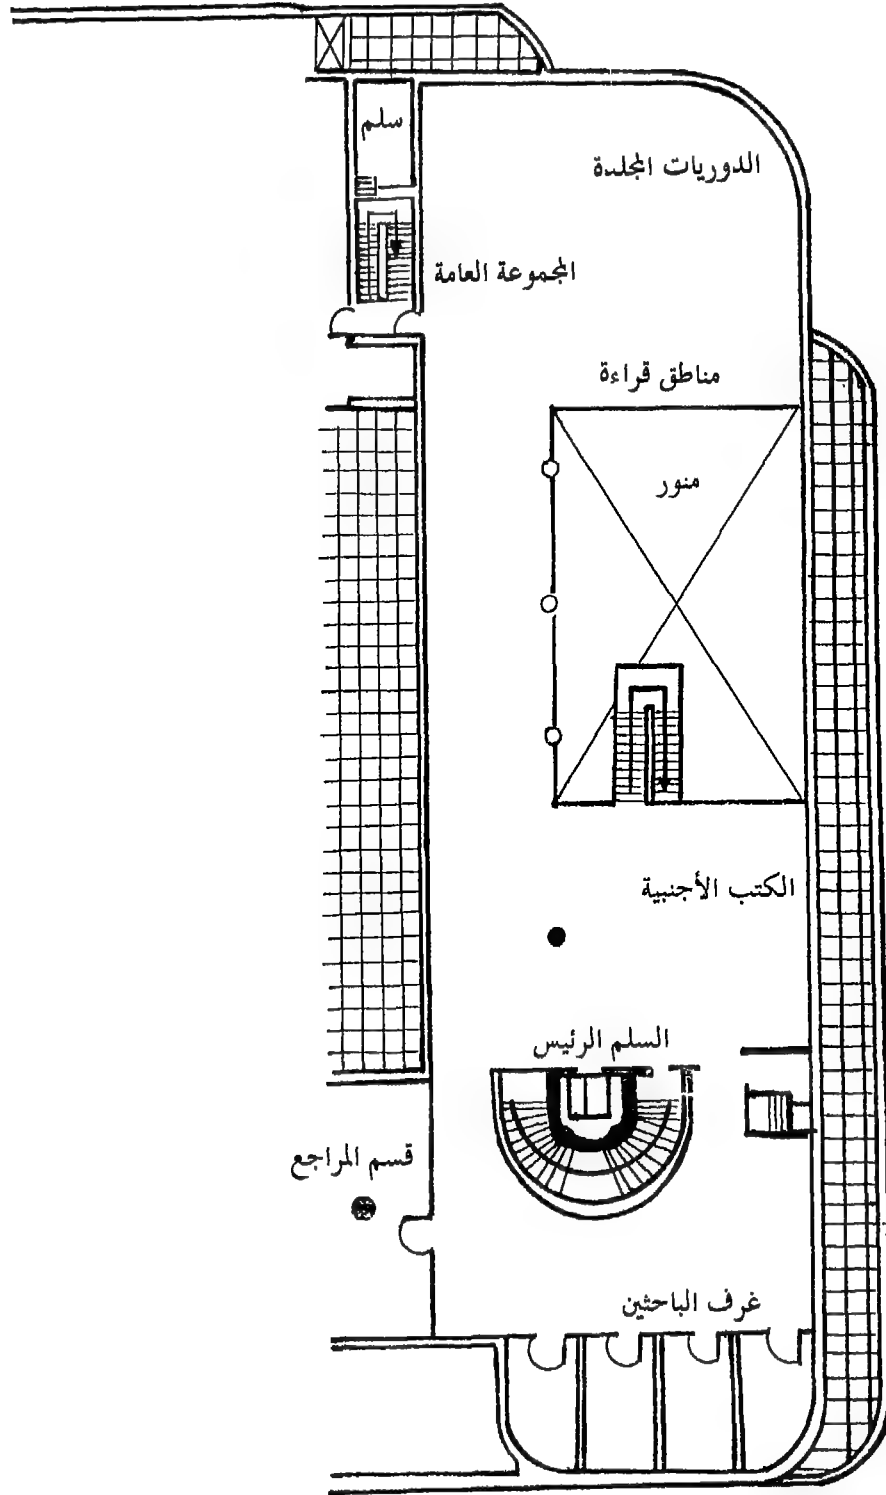 سلم
الدوريات المجلدة
المجموعة العامة
مناطق قراءة
منور
الكتب الأجنبية
السلم الرئيس
قسم المراجع
غرف الباحثين